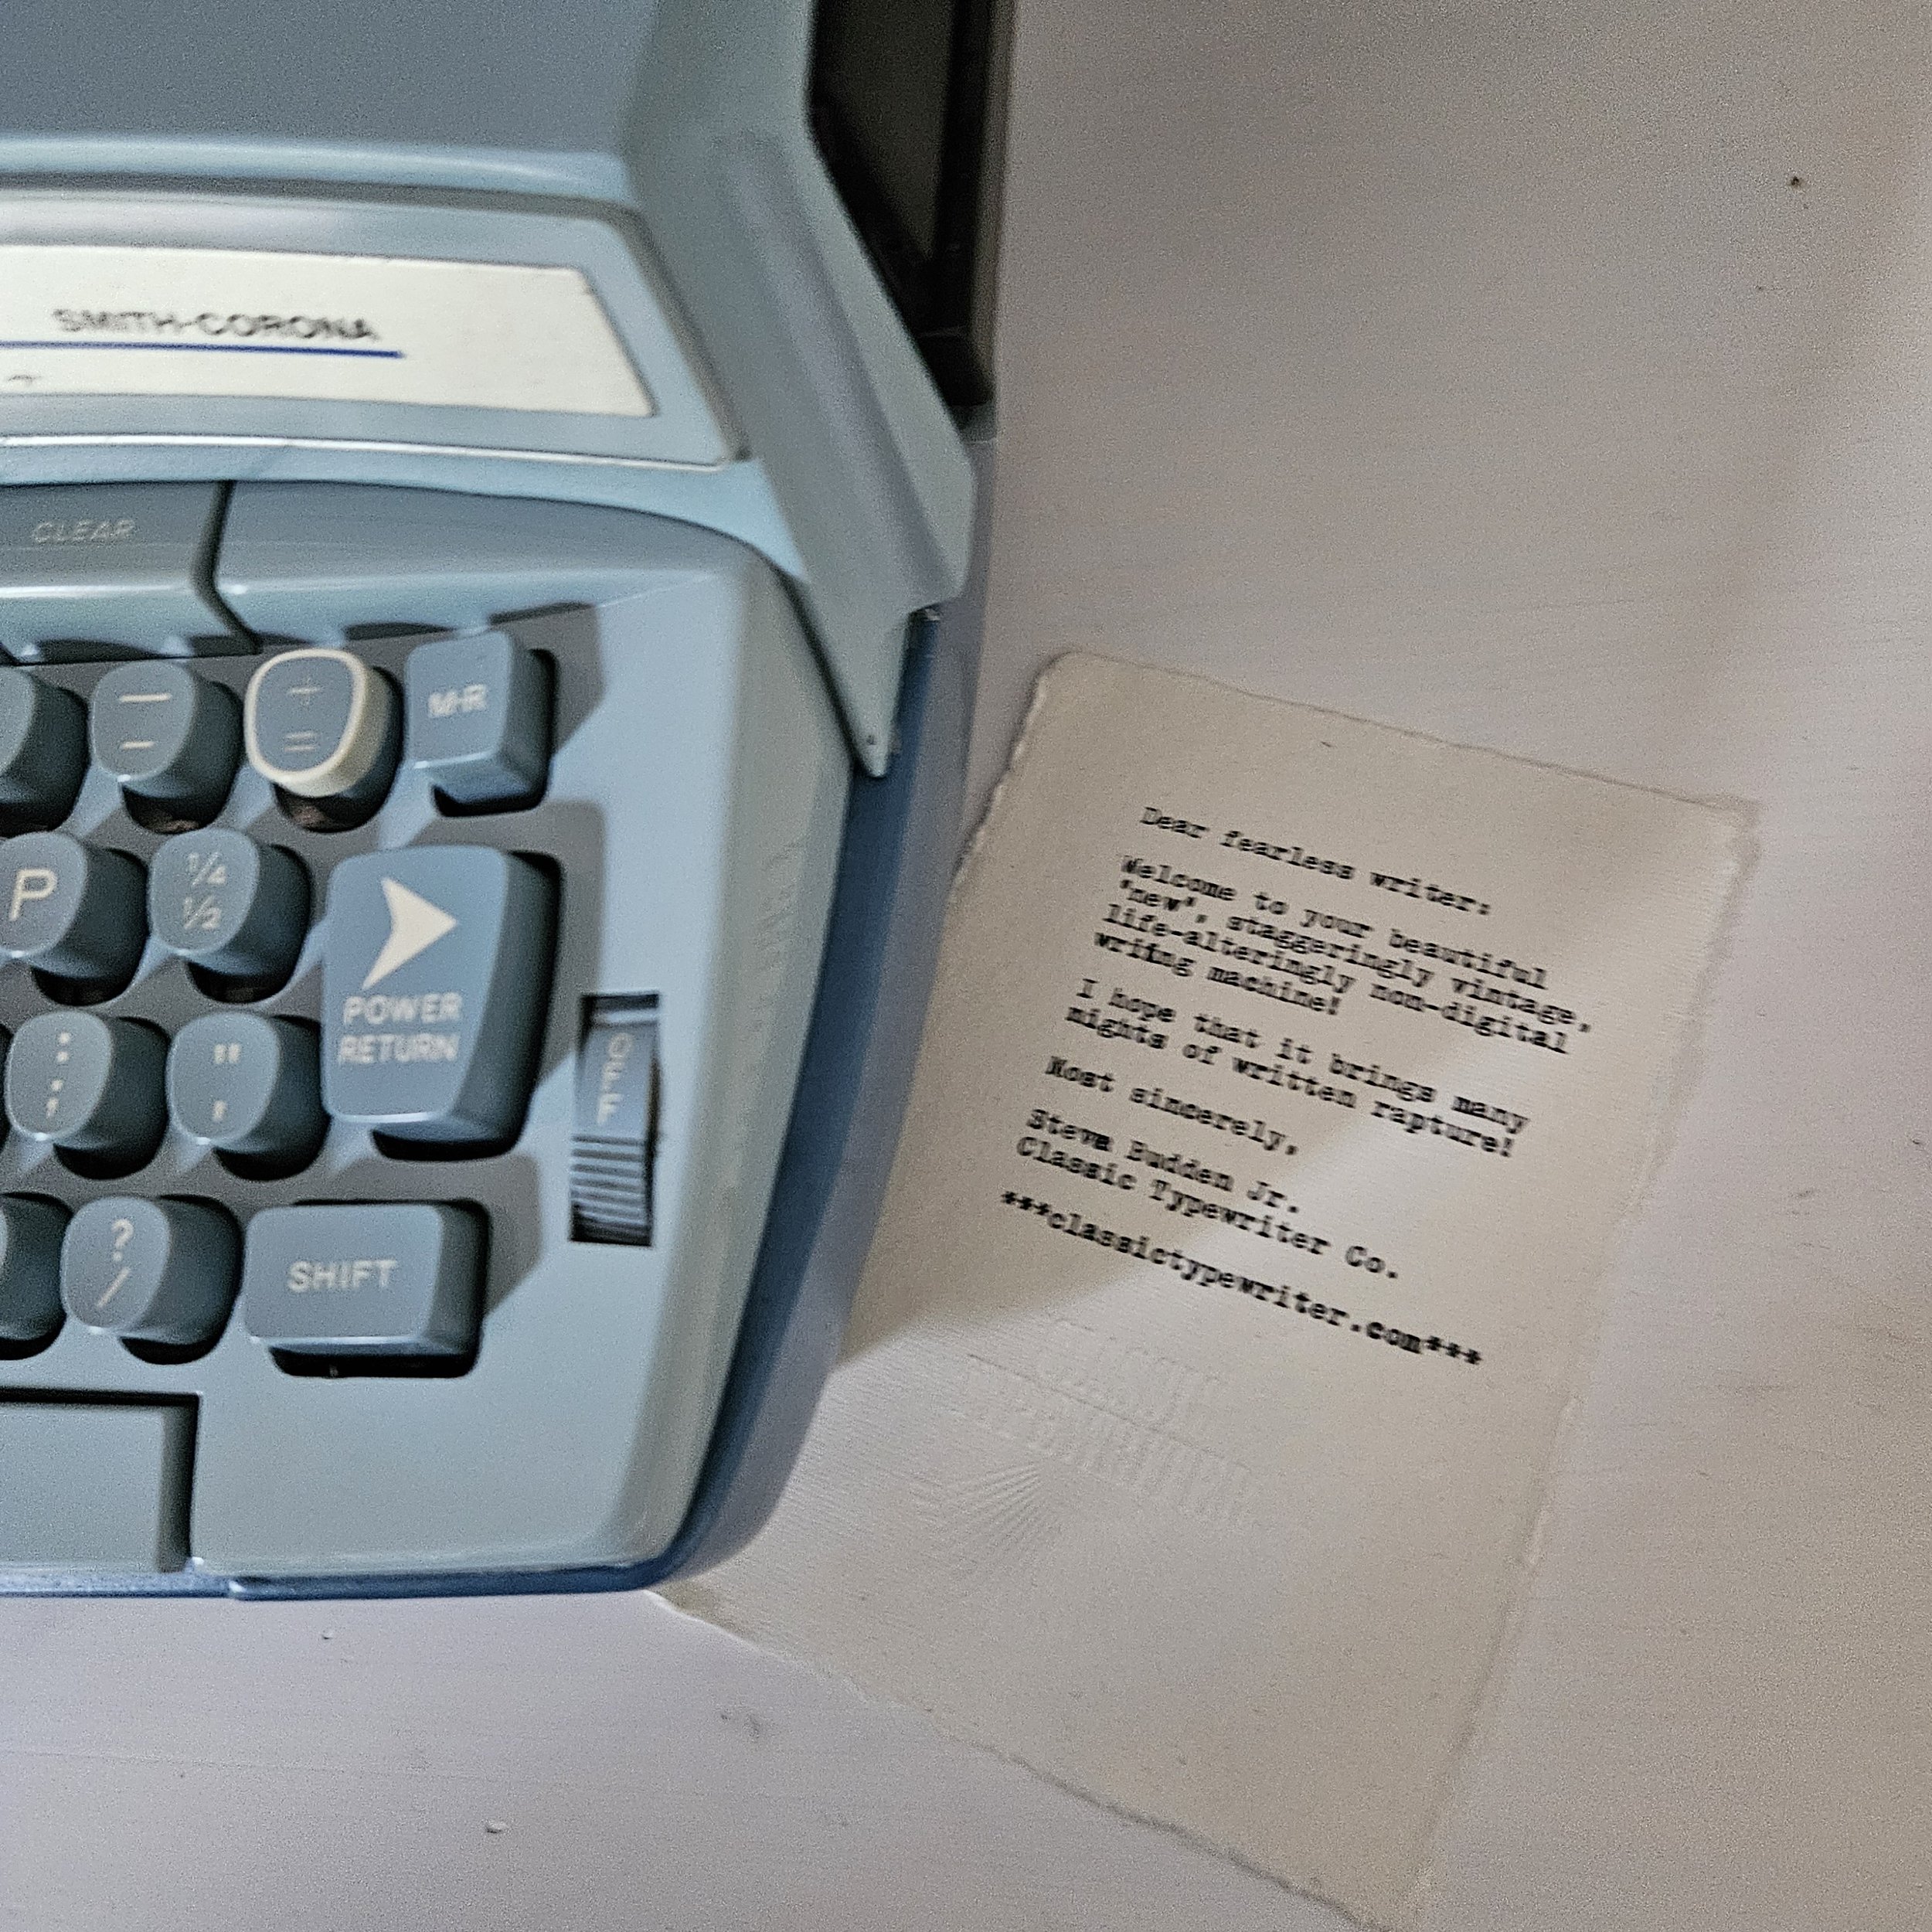 SMITH-CORONA
CLEAR
— –
+ =
M-R
P
1/4 1/2
POWER
RETURN
: ;
" '
OFF
? /
SHIFT
Dear fearless writer:
Welcome to your beautiful
"new", staggeringly vintage,
life-alteringly non-digital
writing machine!
I hope that it brings many
nights of written rapture!
Most sincerely,
Steve Budden Jr.
Classic Typewriter Co.
***classictypewriter.com***
CLASSIC
TYPEWRITER